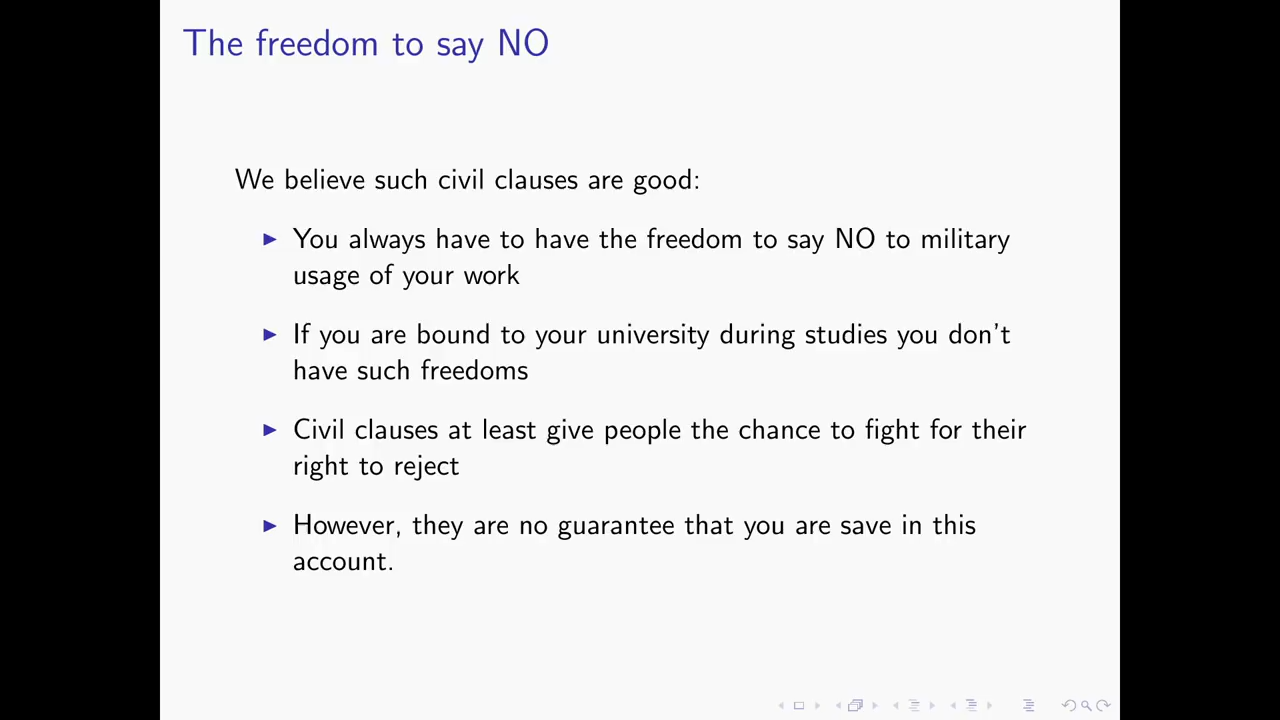 The freedom to say NO
We believe such civil clauses are good:
You always have to have the freedom to say NO to military
usage of your work
If you are bound to your university during studies you don't
have such freedoms
Civil clauses at least give people the chance to fight for their
right to reject
However, they are no guarantee that you are save in this
account.